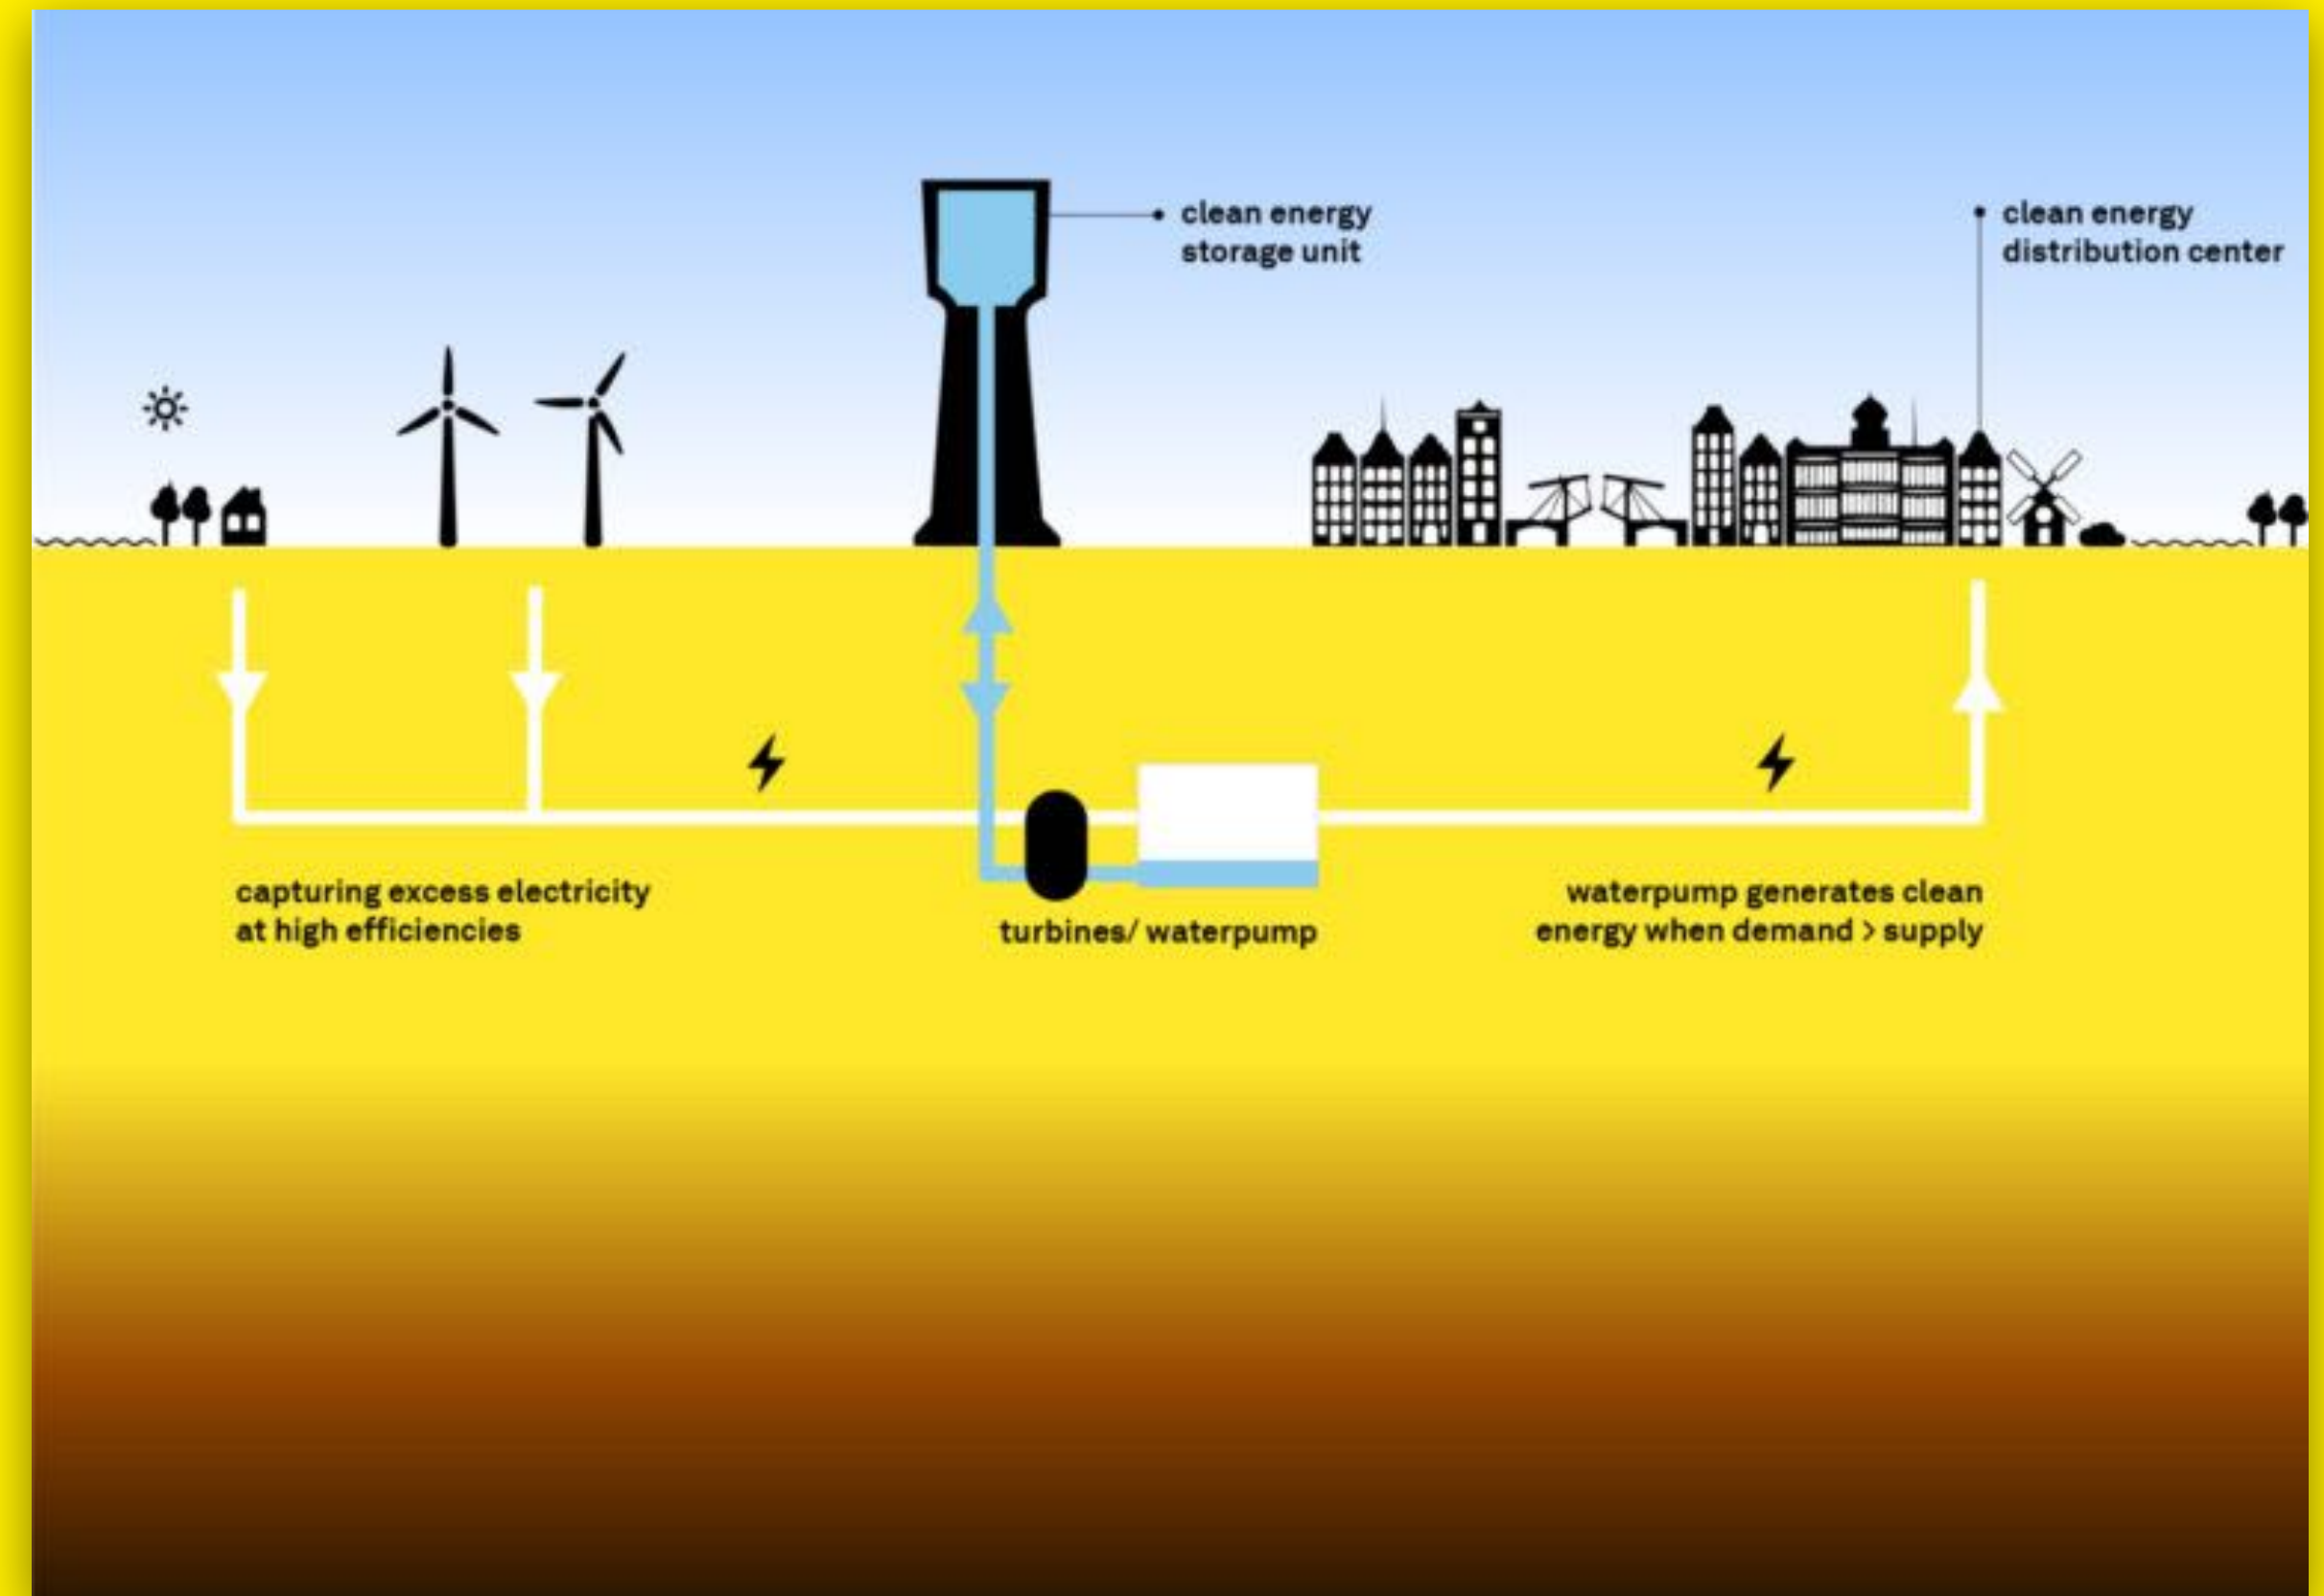 clean energy
storage unit
clean energy
distribution center
capturing excess electricity
at high efficiencies
turbines/ waterpump
waterpump generates clean
energy when demand > supply